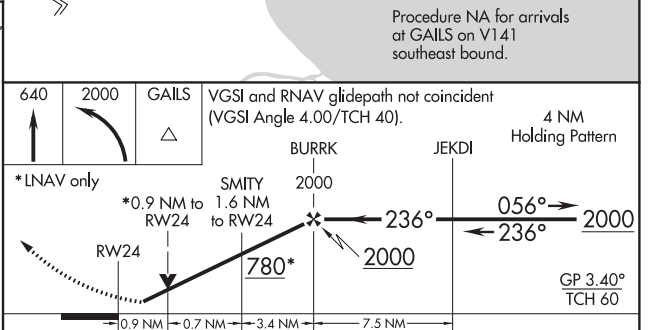 Procedure NA for arrivals
at GAILS on V141
southeast bound.
640
2000
GAILS
VGSI and RNAV glidepath not coincident
(VGSI Angle 4.00/TCH 40).
4 NM
Holding Pattern
BURRK
JEKDI
*LNAV only
SMITY
2000
*0.9 NM to
RW24
1.6 NM
to RW24
056°
236°
2000
236°
RW24
2000
780*
GP 3.40°
TCH 60
0.9 NM
0.7 NM
3.4 NM
7.5 NM